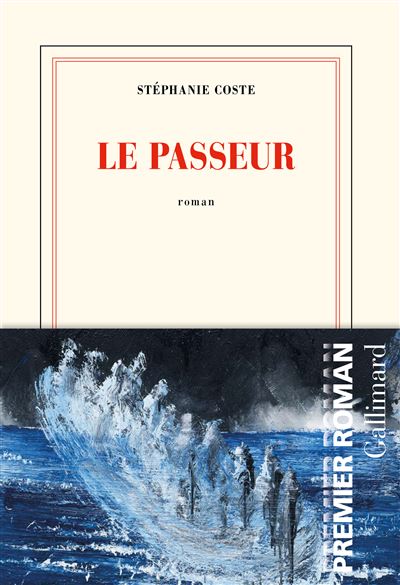 STÉPHANIE COSTE
LE PASSEUR
roman
PREMIER ROMAN
Gallimard